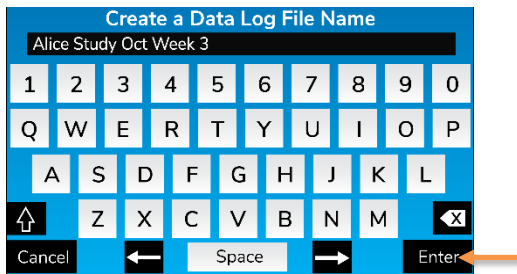 Create a Data Log File Name
Alice Study Oct Week 3
1 2 3 4 5 6 7 8 9 0
Q W E R T Y U I O P
A S D F G H J K L
Z X C V B N M X
Cancel Space Enter